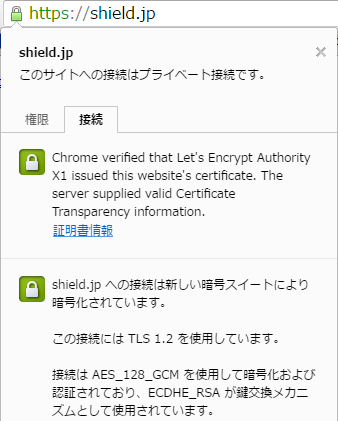 https://shield.jp
shield.jp
このサイトへの接続はプライベート接続です。
権限 接続
Chrome verified that Let's Encrypt Authority
X1 issued this website's certificate. The
server supplied valid Certificate
Transparency information.
証明書情報
shield.jp への接続は新しい暗号スイートにより
暗号化されています。
この接続には TLS 1.2 を使用しています。
接続は AES_128_GCM を使用して暗号化および
認証されており、ECDHE_RSA が鍵交換メカニ
ズムとして使用されています。